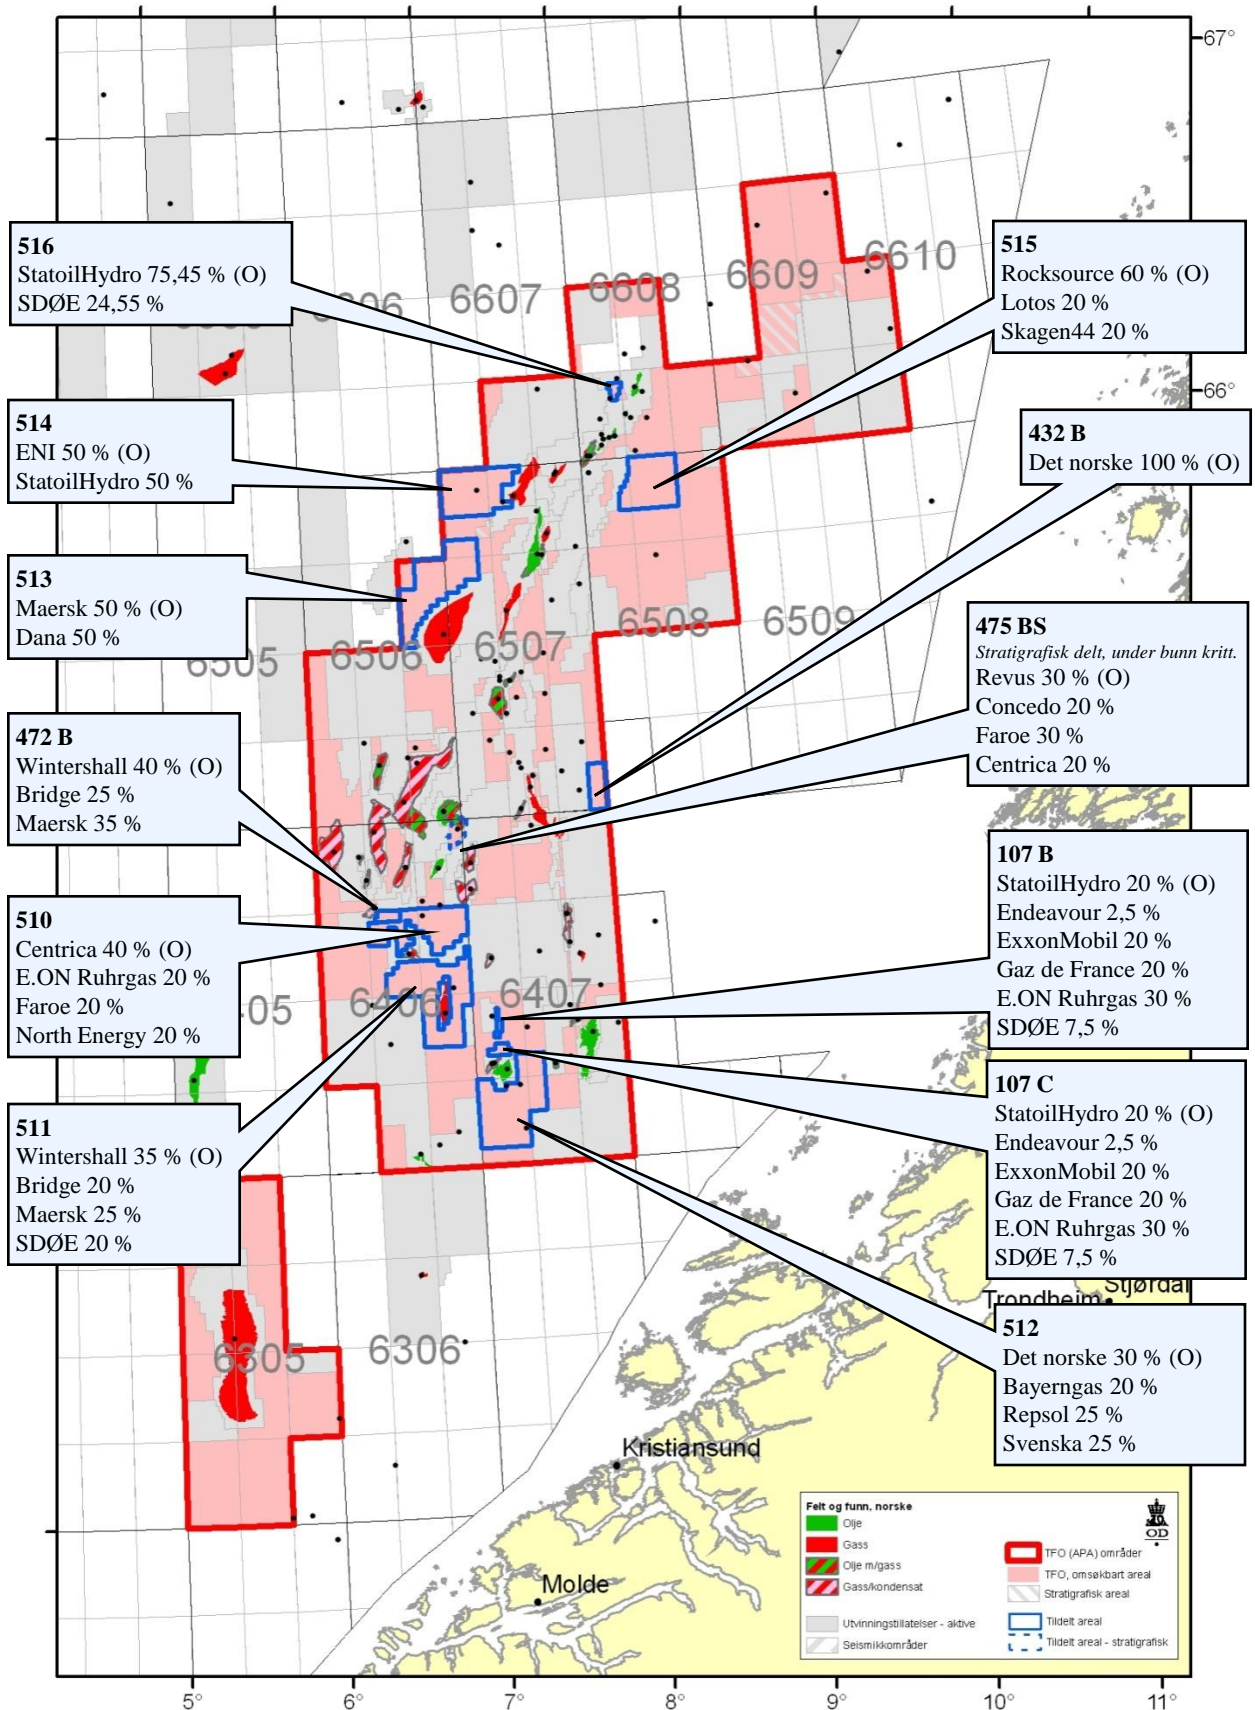 67°
516
StatoilHydro 75,45 % (O)
SDØE 24,55 %
515
Rocksource 60 % (O)
Lotos 20 %
Skagen44 20 %
6610
6609
6608
6607
66°
514
ENI 50 % (O)
StatoilHydro 50 %
432 B
Det norske 100 % (O)
513
Maersk 50 % (O)
Dana 50 %
475 BS
Stratigrafisk delt, under bunn kritt.
Revus 30 % (O)
Concedo 20 %
Faroe 30 %
Centrica 20 %
6505
6506
6507
6508
6509
472 B
Wintershall 40 % (O)
Bridge 25 %
Maersk 35 %
107 B
StatoilHydro 20 % (O)
Endeavour 2,5 %
ExxonMobil 20 %
Gaz de France 20 %
E.ON Ruhrgas 30 %
SDØE 7,5 %
510
Centrica 40 % (O)
E.ON Ruhrgas 20 %
Faroe 20 %
North Energy 20 %
6406
6407
107 C
StatoilHydro 20 % (O)
Endeavour 2,5 %
ExxonMobil 20 %
Gaz de France 20 %
E.ON Ruhrgas 30 %
SDØE 7,5 %
511
Wintershall 35 % (O)
Bridge 20 %
Maersk 25 %
SDØE 20 %
Stjørdal
Trondheim
512
Det norske 30 % (O)
Bayerngas 20 %
Repsol 25 %
Svenska 25 %
6305
6306
Kristiansund
Molde
Felt og funn, norske
Olje
Gass
Olje m/gass
Gass/kondensat
Utvinningstillatelser - aktive
Seismikkområder
OD
TFO (APA) områder
TFO, omsøkbart areal
Stratigrafisk areal
Tildelt areal
Tildelt areal - stratigrafisk
5° 6° 7° 8° 9° 10° 11°